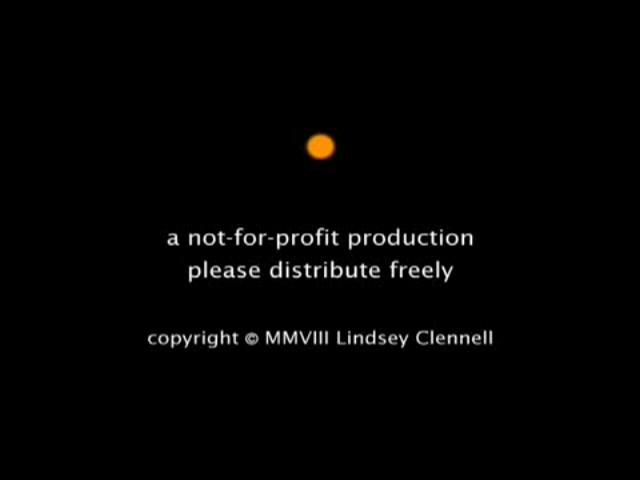 a not-for-profit production
please distribute freely
copyright © MMVIII Lindsey Clennell